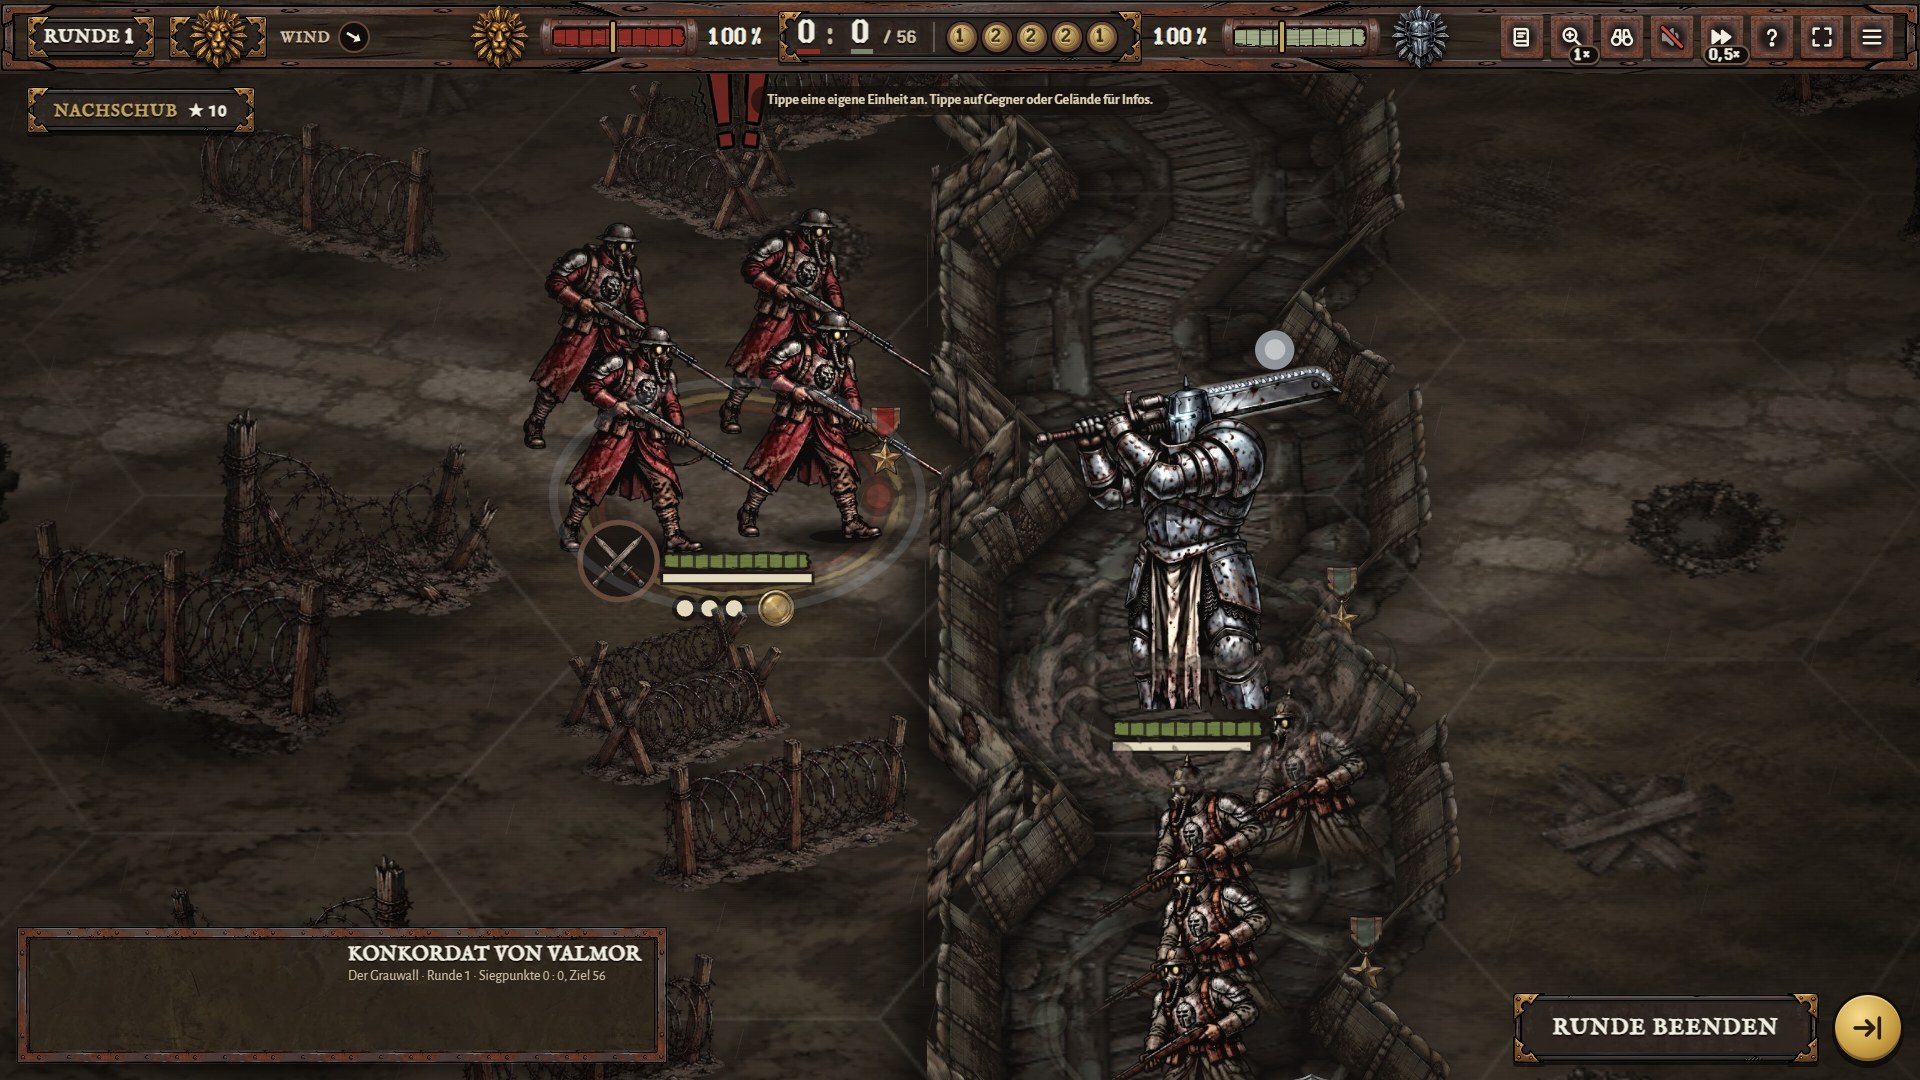 RUNDE 1
WIND
100%
0 : 0 / 56
1 2 2 2 1
100%
1×
0,5×
?
NACHSCHUB ★ 10
Tippe eine eigene Einheit an. Tippe auf Gegner oder Gelände für Infos.
KONKORDAT VON VALMOR
Der Grauwall · Runde 1 · Siegpunkte 0 : 0, Ziel 56
RUNDE BEENDEN